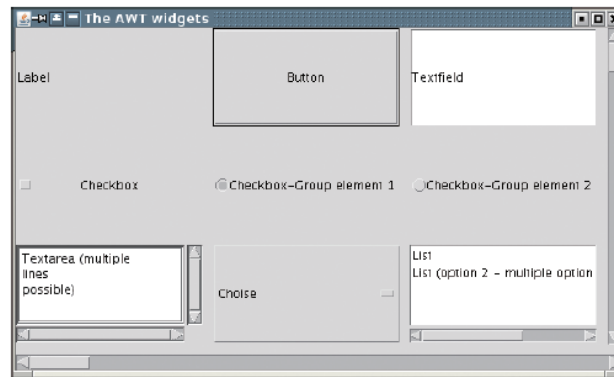 The AWT widgets
Label
Button
Textfield
Checkbox
Checkbox-Group element 1
Checkbox-Group element 2
Textarea (multiple
lines
possible)
Choise
List
List (option 2 - multiple option